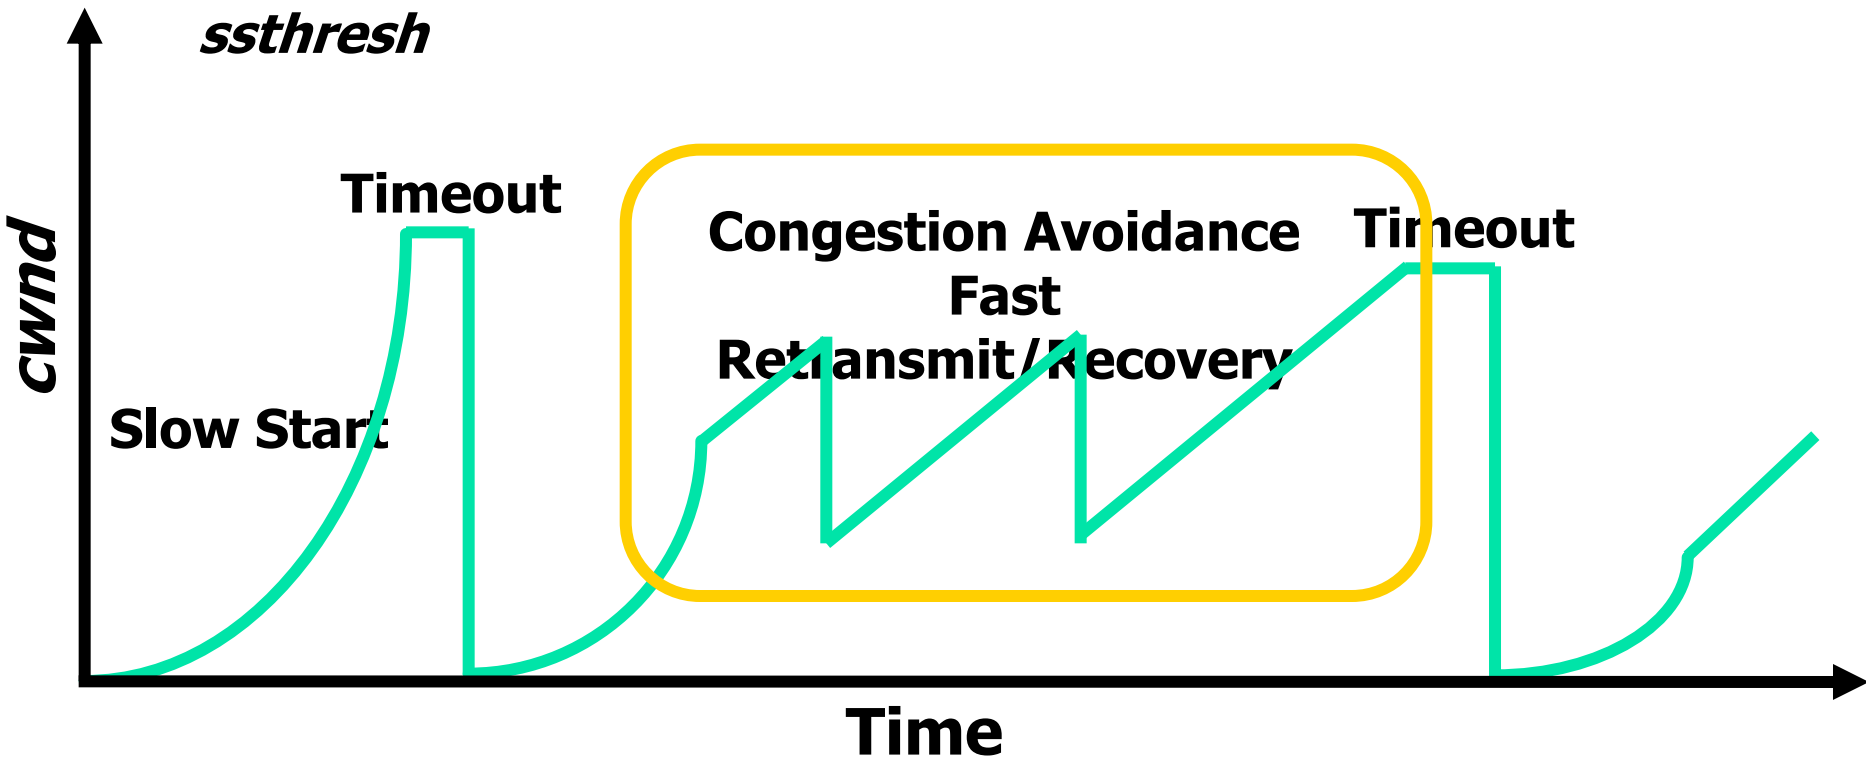 ssthresh
Timeout
Congestion Avoidance
Fast
Retransmit/Recovery
Timeout
cwnd
Slow Start
Time